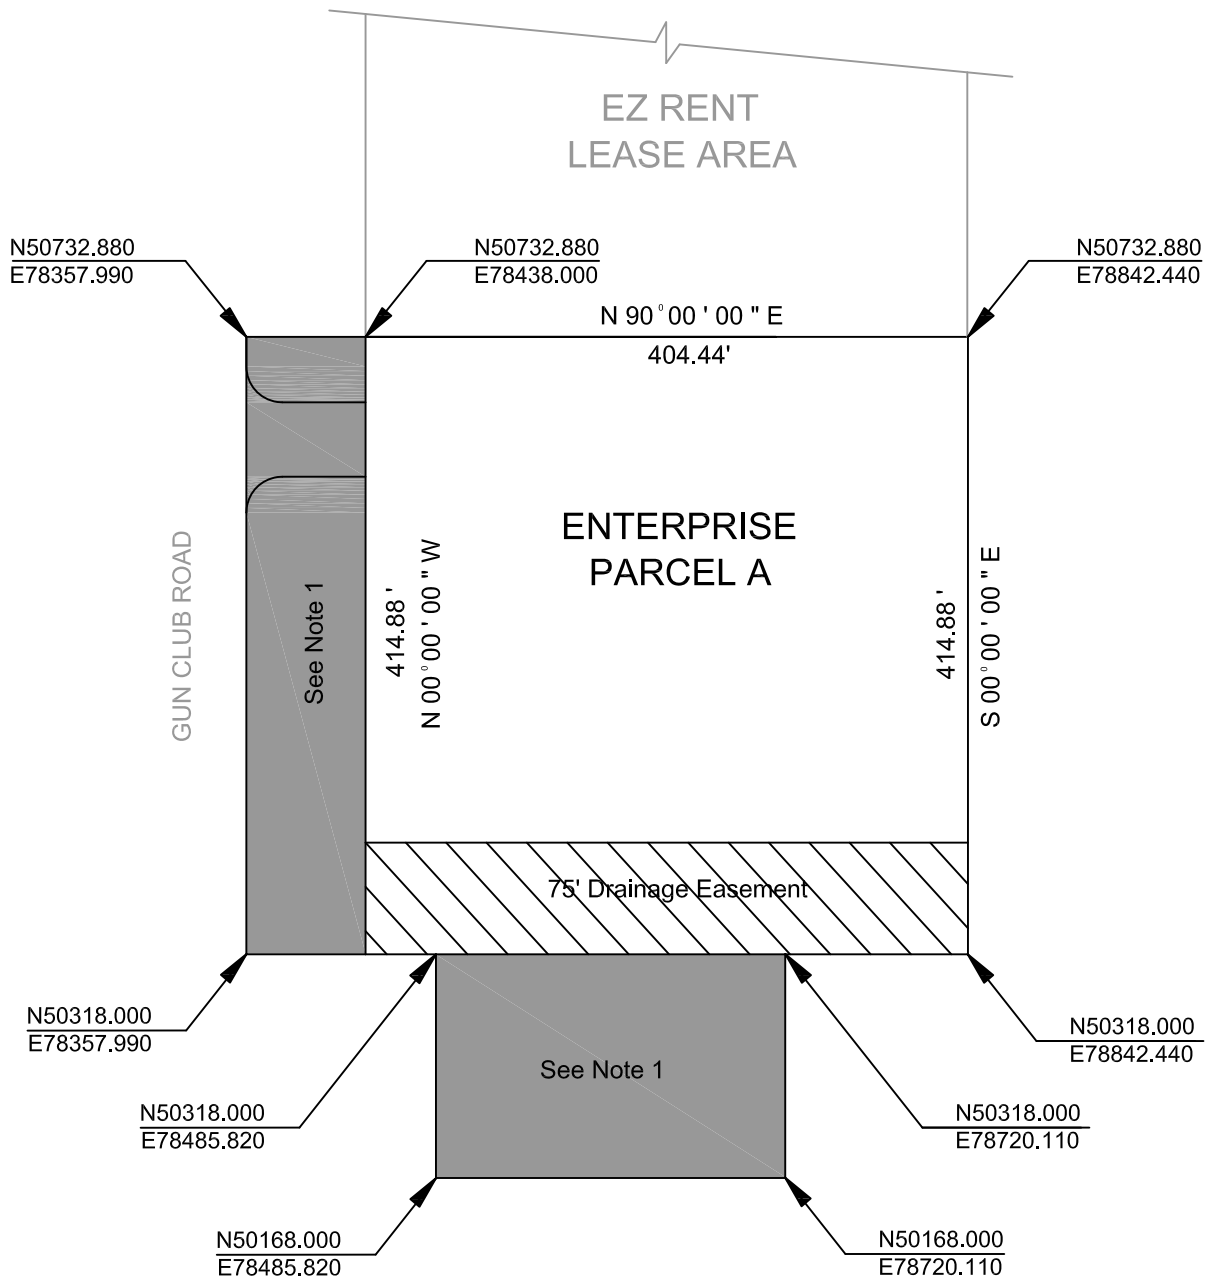 EZ RENT
LEASE AREA
N50732.880
E78357.990
N50732.880
E78438.000
N50732.880
E78842.440
N 90° 00 ' 00 " E
404.44'
ENTERPRISE
PARCEL A
GUN CLUB ROAD
See Note 1
414.88 '
N 00° 00 ' 00 " W
414.88 '
S 00° 00 ' 00 " E
75' Drainage Easement
N50318.000
E78357.990
N50318.000
E78842.440
See Note 1
N50318.000
E78485.820
N50318.000
E78720.110
N50168.000
E78485.820
N50168.000
E78720.110